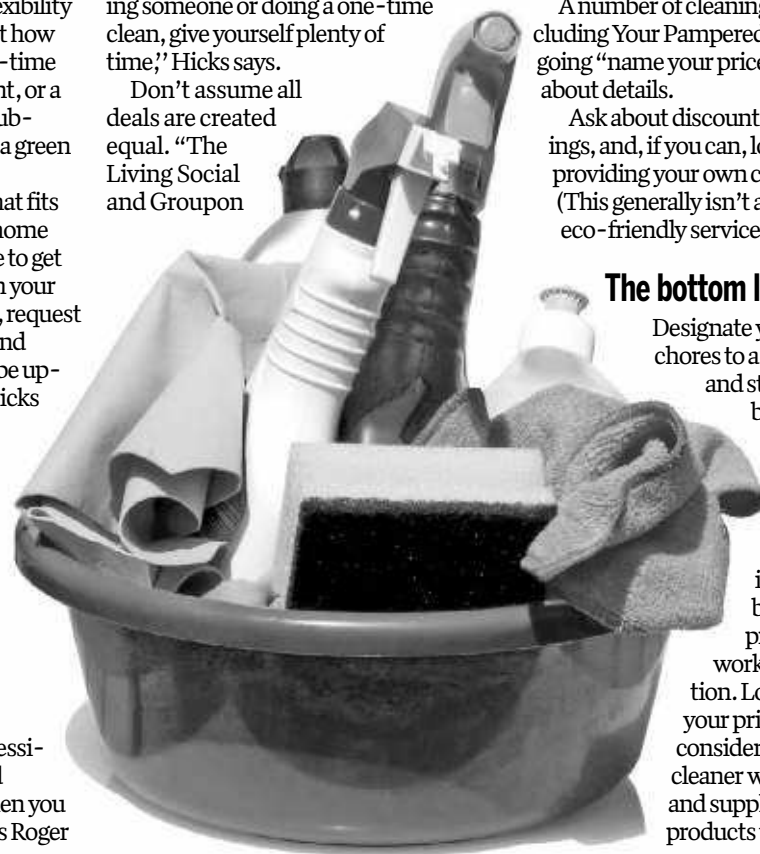 exibility
t how
-time
nt, or a
ub-
a green
hat fits
home
e to get
n your
, request
nd
be up-
icks
essi-
en you
s Roger
ing someone or doing a one-time
clean, give yourself plenty of
time,” Hicks says.
Don’t assume all
deals are created
equal. “The
Living Social
and Groupon
A number of cleaning
cluding Your Pampered
going “name your price
about details.
Ask about discount
ings, and, if you can, lo
providing your own c
(This generally isn’t a
eco-friendly service
The bottom l
Designate y
chores to a
and st
b
i
b
pr
work
tion. Lo
your pri
consider
cleaner w
and suppl
products